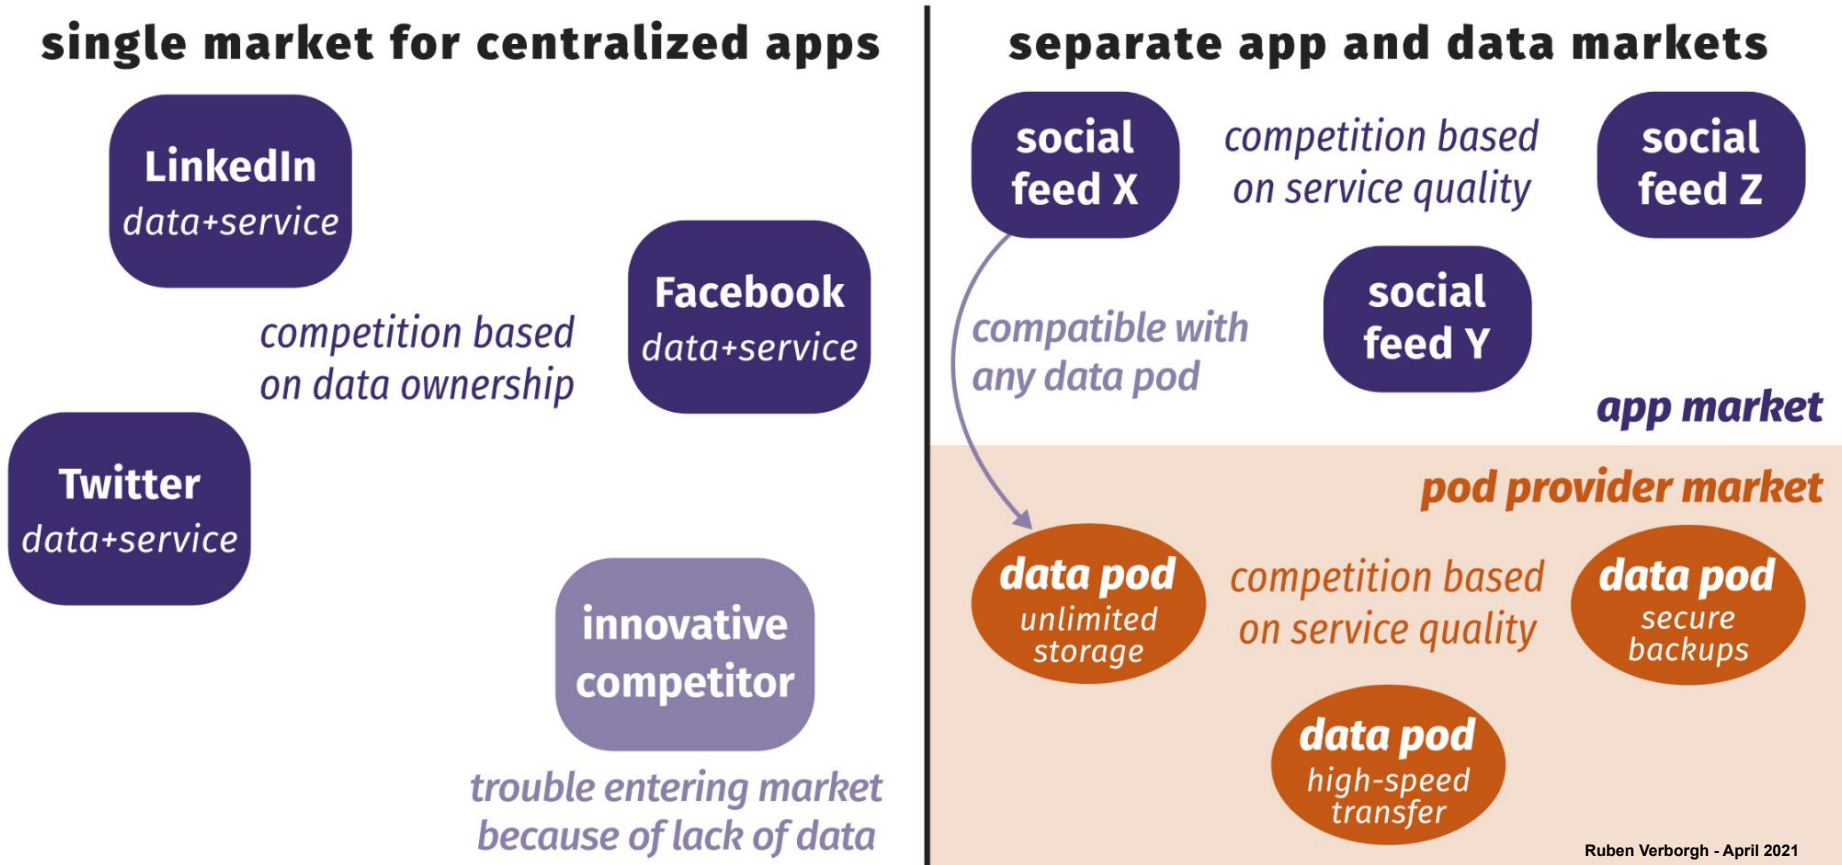 single market for centralized apps
LinkedIn
data+service
Facebook
data+service
competition based
on data ownership
Twitter
data+service
innovative
competitor
trouble entering market
because of lack of data
separate app and data markets
social
feed X
competition based
on service quality
social
feed Z
social
feed Y
compatible with
any data pod
app market
pod provider market
data pod
unlimited
storage
competition based
on service quality
data pod
secure
backups
data pod
high-speed
transfer
Ruben Verborgh - April 2021